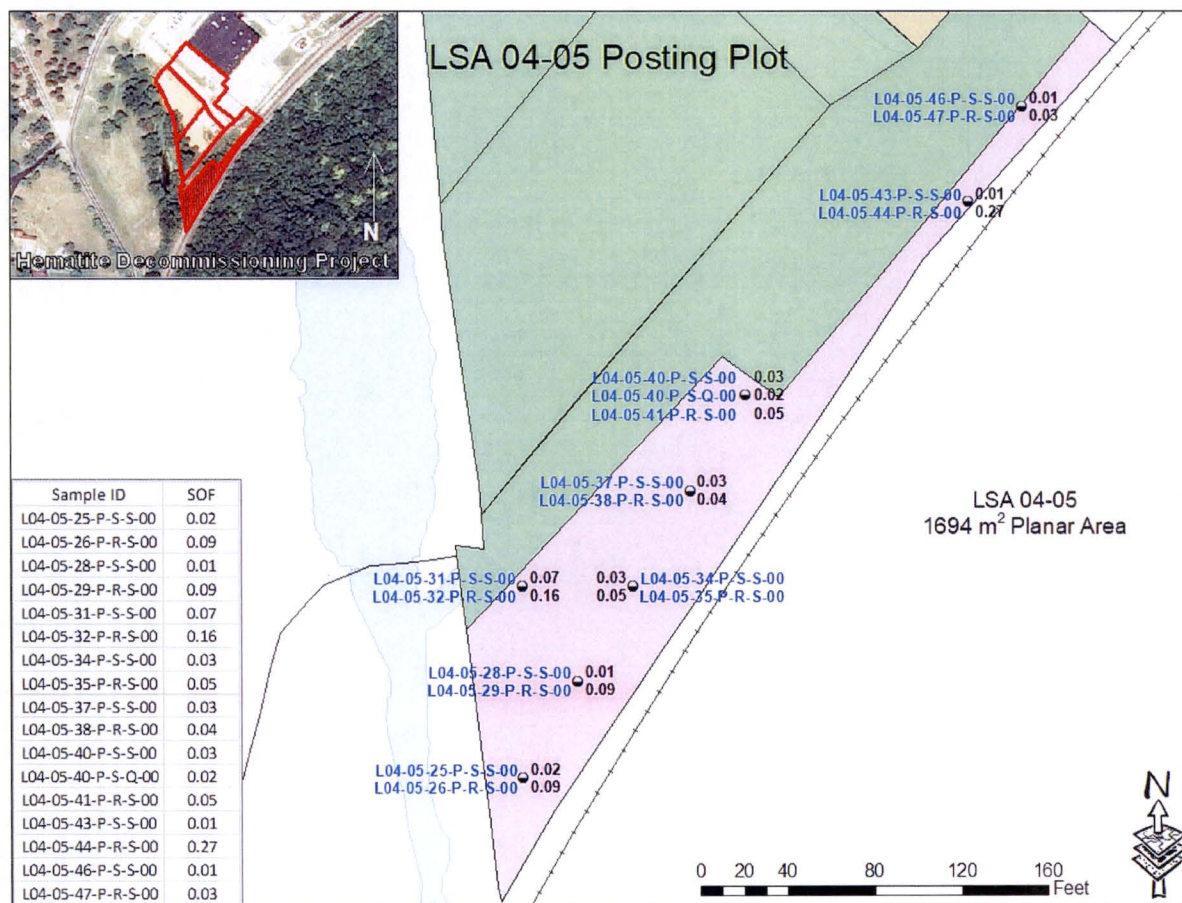 LSA 04-05 Posting Plot
N
Hematite Decommissioning Project
L04-05-46-P-S-S-00 0.01
L04-05-47-P-R-S-00 0.03
L04-05-43-P-S-S-00 0.01
L04-05-44-P-R-S-00 0.27
L04-05-40-P-S-S-00 0.03
L04-05-40-P-S-Q-00 0.02
L04-05-41-P-R-S-00 0.05
L04-05-37-P-S-S-00 0.03
L04-05-38-P-R-S-00 0.04
LSA 04-05
1694 m² Planar Area
L04-05-31-P-S-S-00 0.07
L04-05-32-P-R-S-00 0.16
0.03 L04-05-34-P-S-S-00
0.05 L04-05-35-P-R-S-00
L04-05-28-P-S-S-00 0.01
L04-05-29-P-R-S-00 0.09
L04-05-25-P-S-S-00 0.02
L04-05-26-P-R-S-00 0.09
Sample ID SOF
L04-05-25-P-S-S-00 0.02
L04-05-26-P-R-S-00 0.09
L04-05-28-P-S-S-00 0.01
L04-05-29-P-R-S-00 0.09
L04-05-31-P-S-S-00 0.07
L04-05-32-P-R-S-00 0.16
L04-05-34-P-S-S-00 0.03
L04-05-35-P-R-S-00 0.05
L04-05-37-P-S-S-00 0.03
L04-05-38-P-R-S-00 0.04
L04-05-40-P-S-S-00 0.03
L04-05-40-P-S-Q-00 0.02
L04-05-41-P-R-S-00 0.05
L04-05-43-P-S-S-00 0.01
L04-05-44-P-R-S-00 0.27
L04-05-46-P-S-S-00 0.01
L04-05-47-P-R-S-00 0.03
N
0 20 40 80 120 160
Feet